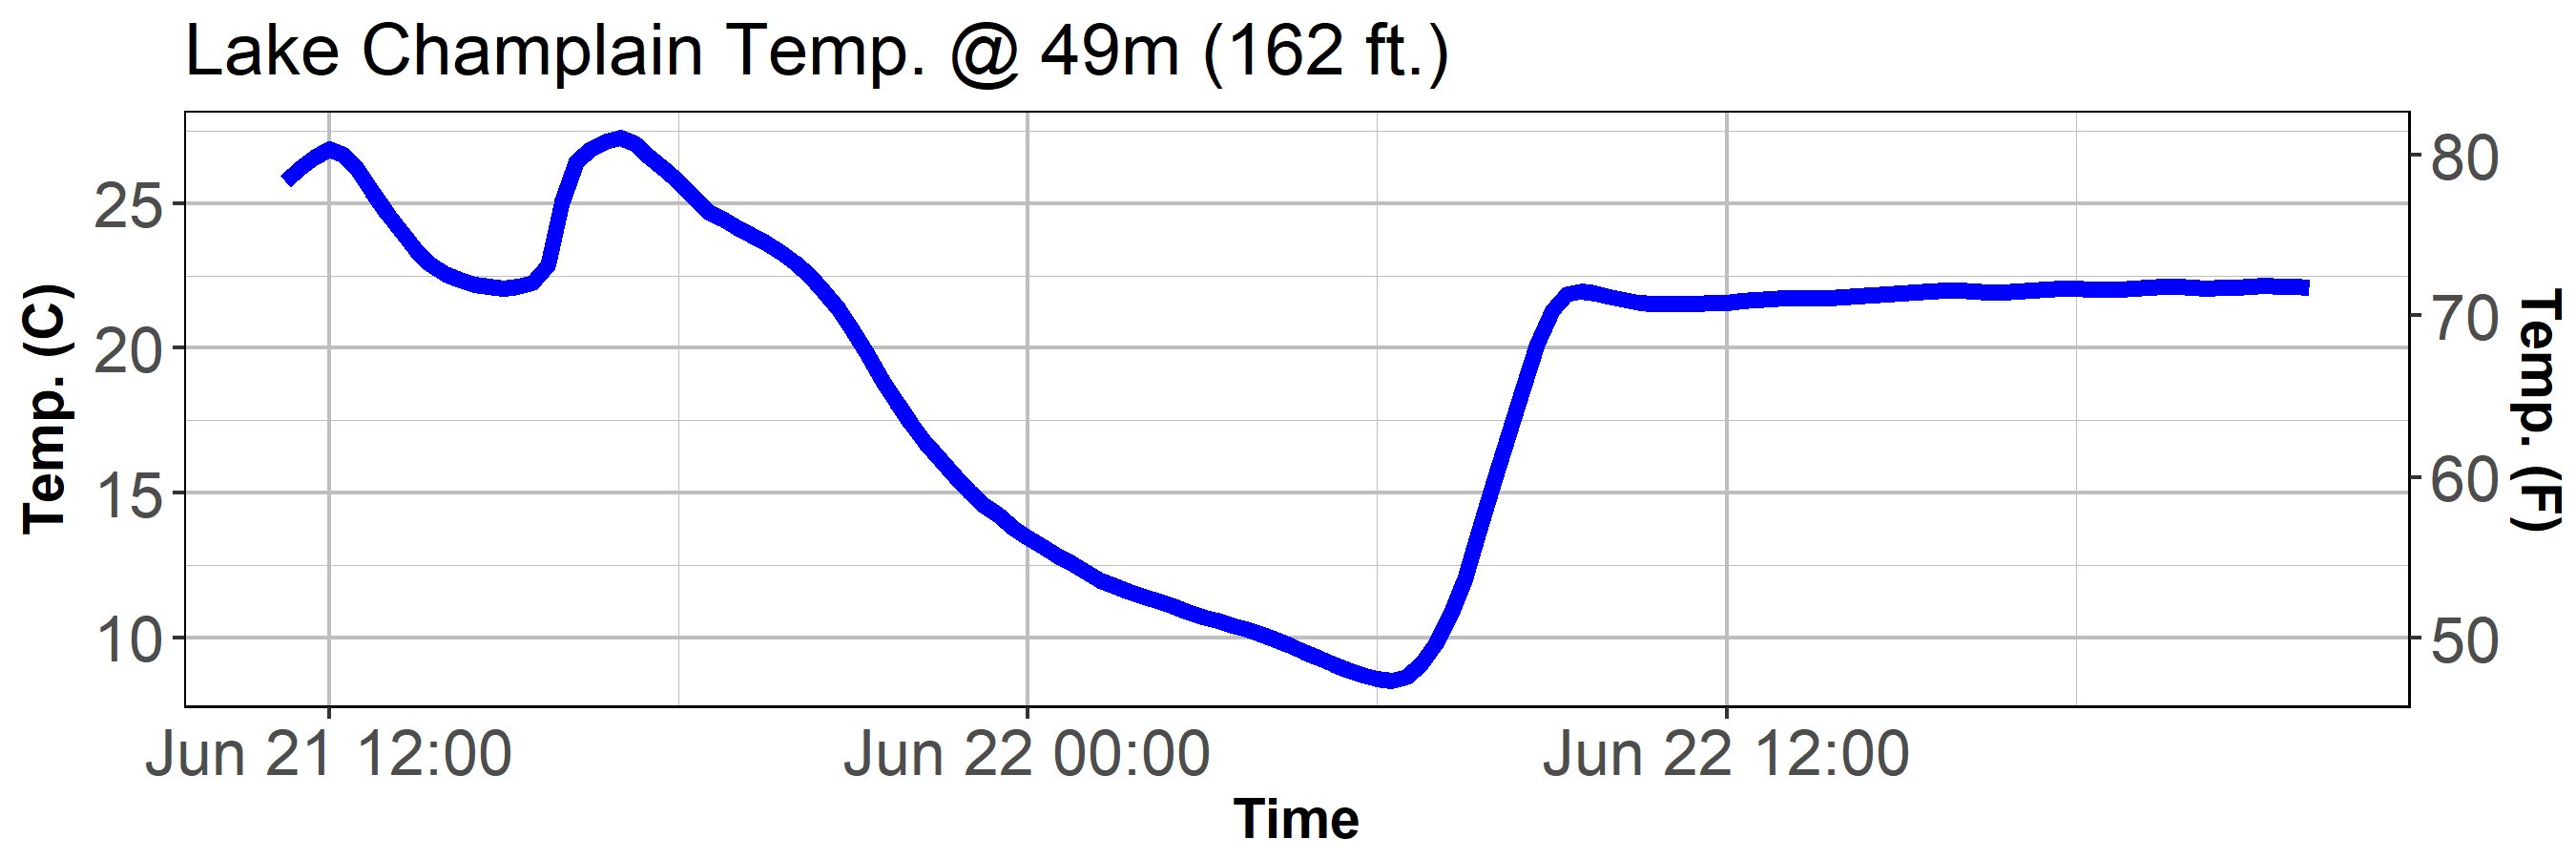 Lake Champlain Temp. @ 49m (162 ft.)
Temp. (C)
25
20
15
10
80
70
60
50
Temp. (F)
Jun 21 12:00
Jun 22 00:00
Jun 22 12:00
Time